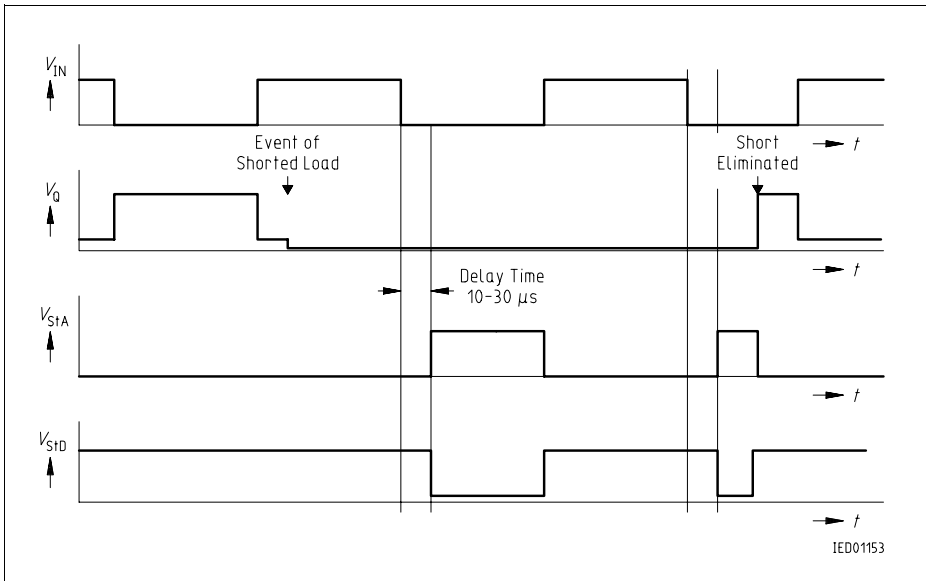 V_IN
t
Event of
Shorted Load
Short
Eliminated
V_Q
t
Delay Time
10-30 µs
V_StA
t
V_StD
t
IED01153